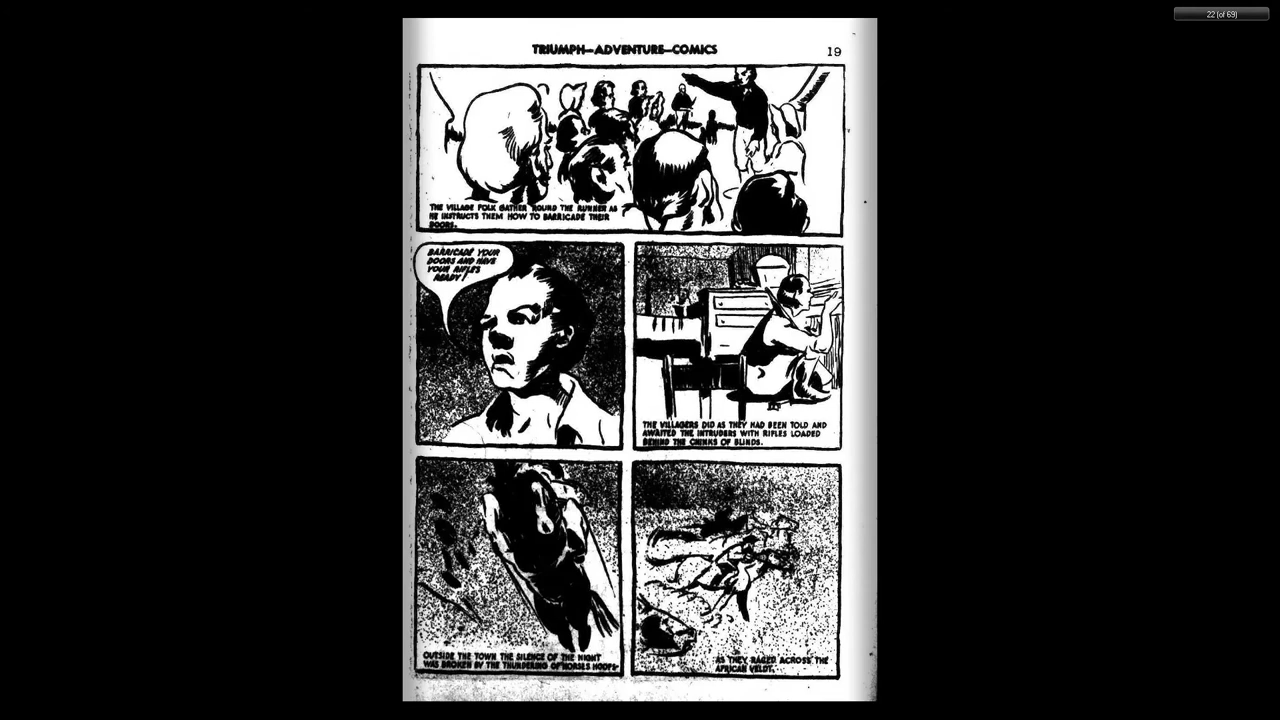 22 (of 69)
TRIUMPH—ADVENTURE—COMICS
19
THE VILLAGE FOLK GATHER 'ROUND THE RUNNER AS
HE INSTRUCTS THEM HOW TO BARRICADE THEIR
DOORS.
BARRICADE YOUR
DOORS AND HAVE
YOUR RIFLES
READY!
THE VILLAGERS DID AS THEY HAD BEEN TOLD AND
AWAITED THE INTRUDERS WITH RIFLES LOADED
BEHIND THE CHINKS OF BLINDS.
OUTSIDE THE TOWN THE SILENCE OF THE NIGHT
WAS BROKEN BY THE THUNDERING OF HORSES HOOFS-
AS THEY RACED ACROSS THE
AFRICAN VELDT.